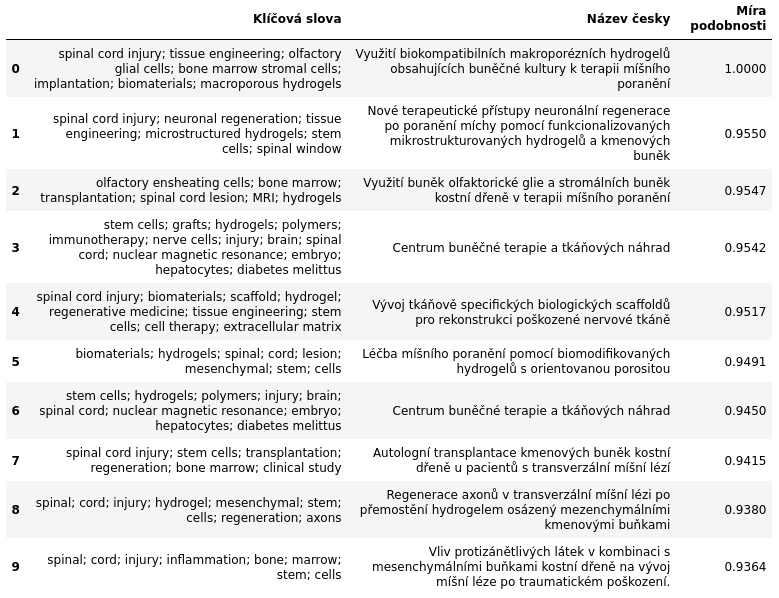 Klíčová slova Název česky Míra podobnosti
0 spinal cord injury; tissue engineering; olfactory glial cells; bone marrow stromal cells; implantation; biomaterials; macroporous hydrogels Využití biokompatibilních makroporézních hydrogelů obsahujících buněčné kultury k terapii míšního poranění 1.0000
1 spinal cord injury; neuronal regeneration; tissue engineering; microstructured hydrogels; stem cells; spinal window Nové terapeutické přístupy neuronální regenerace po poranění míchy pomocí funkcionalizovaných mikrostrukturovaných hydrogelů a kmenových buněk 0.9550
2 olfactory ensheating cells; bone marrow; transplantation; spinal cord lesion; MRI; hydrogels Využití buněk olfaktorické glie a stromálních buněk kostní dřeně v terapii míšního poranění 0.9547
3 stem cells; grafts; hydrogels; polymers; immunotherapy; nerve cells; injury; brain; spinal cord; nuclear magnetic resonance; embryo; hepatocytes; diabetes melittus Centrum buněčné terapie a tkáňových náhrad 0.9542
4 spinal cord injury; biomaterials; scaffold; hydrogel; regenerative medicine; tissue engineering; stem cells; cell therapy; extracellular matrix Vývoj tkáňově specifických biologických scaffoldů pro rekonstrukci poškozené nervové tkáně 0.9517
5 biomaterials; hydrogels; spinal; cord; lesion; mesenchymal; stem; cells Léčba míšního poranění pomocí biomodifikovaných hydrogelů s orientovanou porositou 0.9491
6 stem cells; hydrogels; polymers; injury; brain; spinal cord; nuclear magnetic resonance; embryo; hepatocytes; diabetes melittus Centrum buněčné terapie a tkáňových náhrad 0.9450
7 spinal cord injury; stem cells; transplantation; regeneration; bone marrow; clinical study Autologní transplantace kmenových buněk kostní dřeně u pacientů s transverzální míšní lézí 0.9415
8 spinal; cord; injury; hydrogel; mesenchymal; stem; cells; regeneration; axons Regenerace axonů v transverzální míšní lézi po přemostění hydrogelem osázený mezenchymálními kmenovými buňkami 0.9380
9 spinal; cord; injury; inflammation; bone; marrow; stem; cells Vliv protizánětlivých látek v kombinaci s mesenchymálními buňkami kostní dřeně na vývoj míšní léze po traumatickém poškození. 0.9364